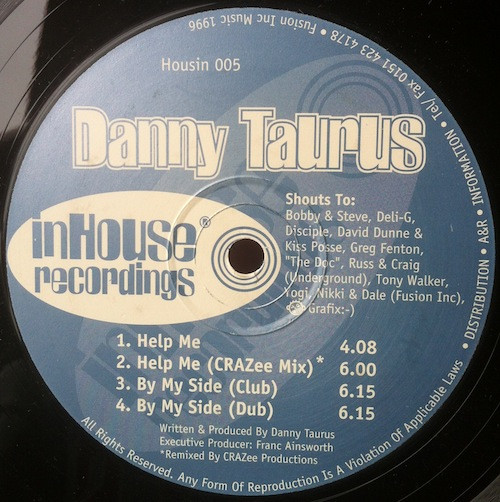 Housin 005
Danny Taurus
inHouse®
recordings
Shouts To:
Bobby & Steve, Deli-G,
Disciple, David Dunne &
Kiss Posse, Greg Fenton,
"The Doc", Russ & Craig
(Underground), Tony Walker,
Yogi, Nikki & Dale (Fusion Inc),
Grafix:-)
1. Help Me 4.08
2. Help Me (CRAZee Mix)* 6.00
3. By My Side (Club) 6.15
4. By My Side (Dub) 6.15
Written & Produced By Danny Taurus
Executive Producer: Franc Ainsworth
*Remixed By CRAZee Productions
All Rights Reserved. Any Form Of Reproduction Is A Violation Of Applicable Laws
• DISTRIBUTION • A&R • INFORMATION • Tel/ Fax 0151 423 4178 • Fusion Inc Music 1996